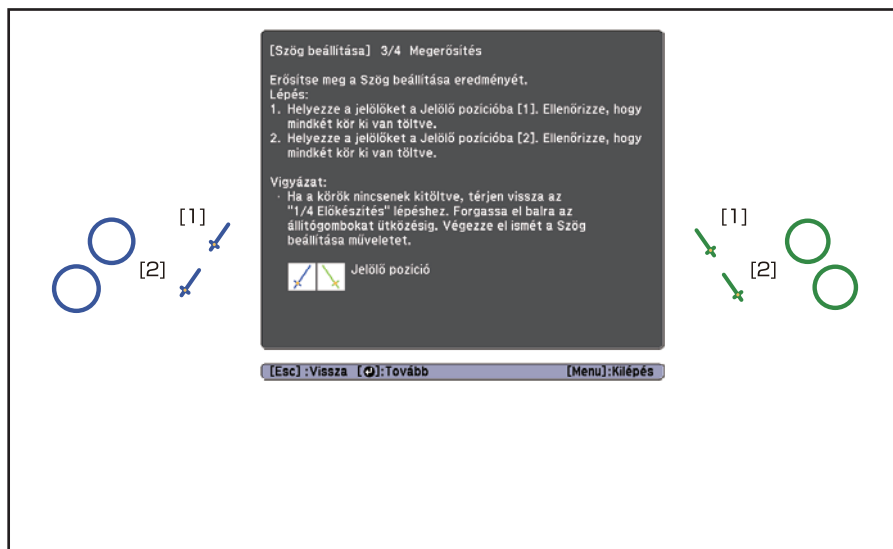 [Szög beállítása] 3/4 Megerősítés
Erősítse meg a Szög beállítása eredményét.
Lépés:
1. Helyezze a jelölőket a Jelölő pozícióba [1]. Ellenőrizze, hogy
mindkét kör ki van töltve.
2. Helyezze a jelölőket a Jelölő pozícióba [2]. Ellenőrizze, hogy
mindkét kör ki van töltve.
Vigyázat:
· Ha a körök nincsenek kitöltve, térjen vissza az
"1/4 Előkészítés" lépéshez. Forgassa el balra az
állítógombokat ütközésig. Végezze el ismét a Szög
beállítása műveletet.
Jelölő pozíció
[1]
[2]
[1]
[2]
[Esc] :Vissza [⏎]:Tovább [Menu]:Kilépés